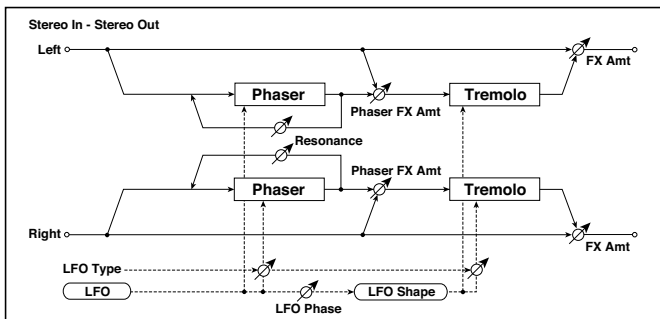 Stereo In - Stereo Out
Left
FX Amt
Phaser
Phaser FX Amt
Tremolo
Resonance
Phaser FX Amt
Phaser
Tremolo
Right
FX Amt
LFO Type
LFO
LFO Phase
LFO Shape